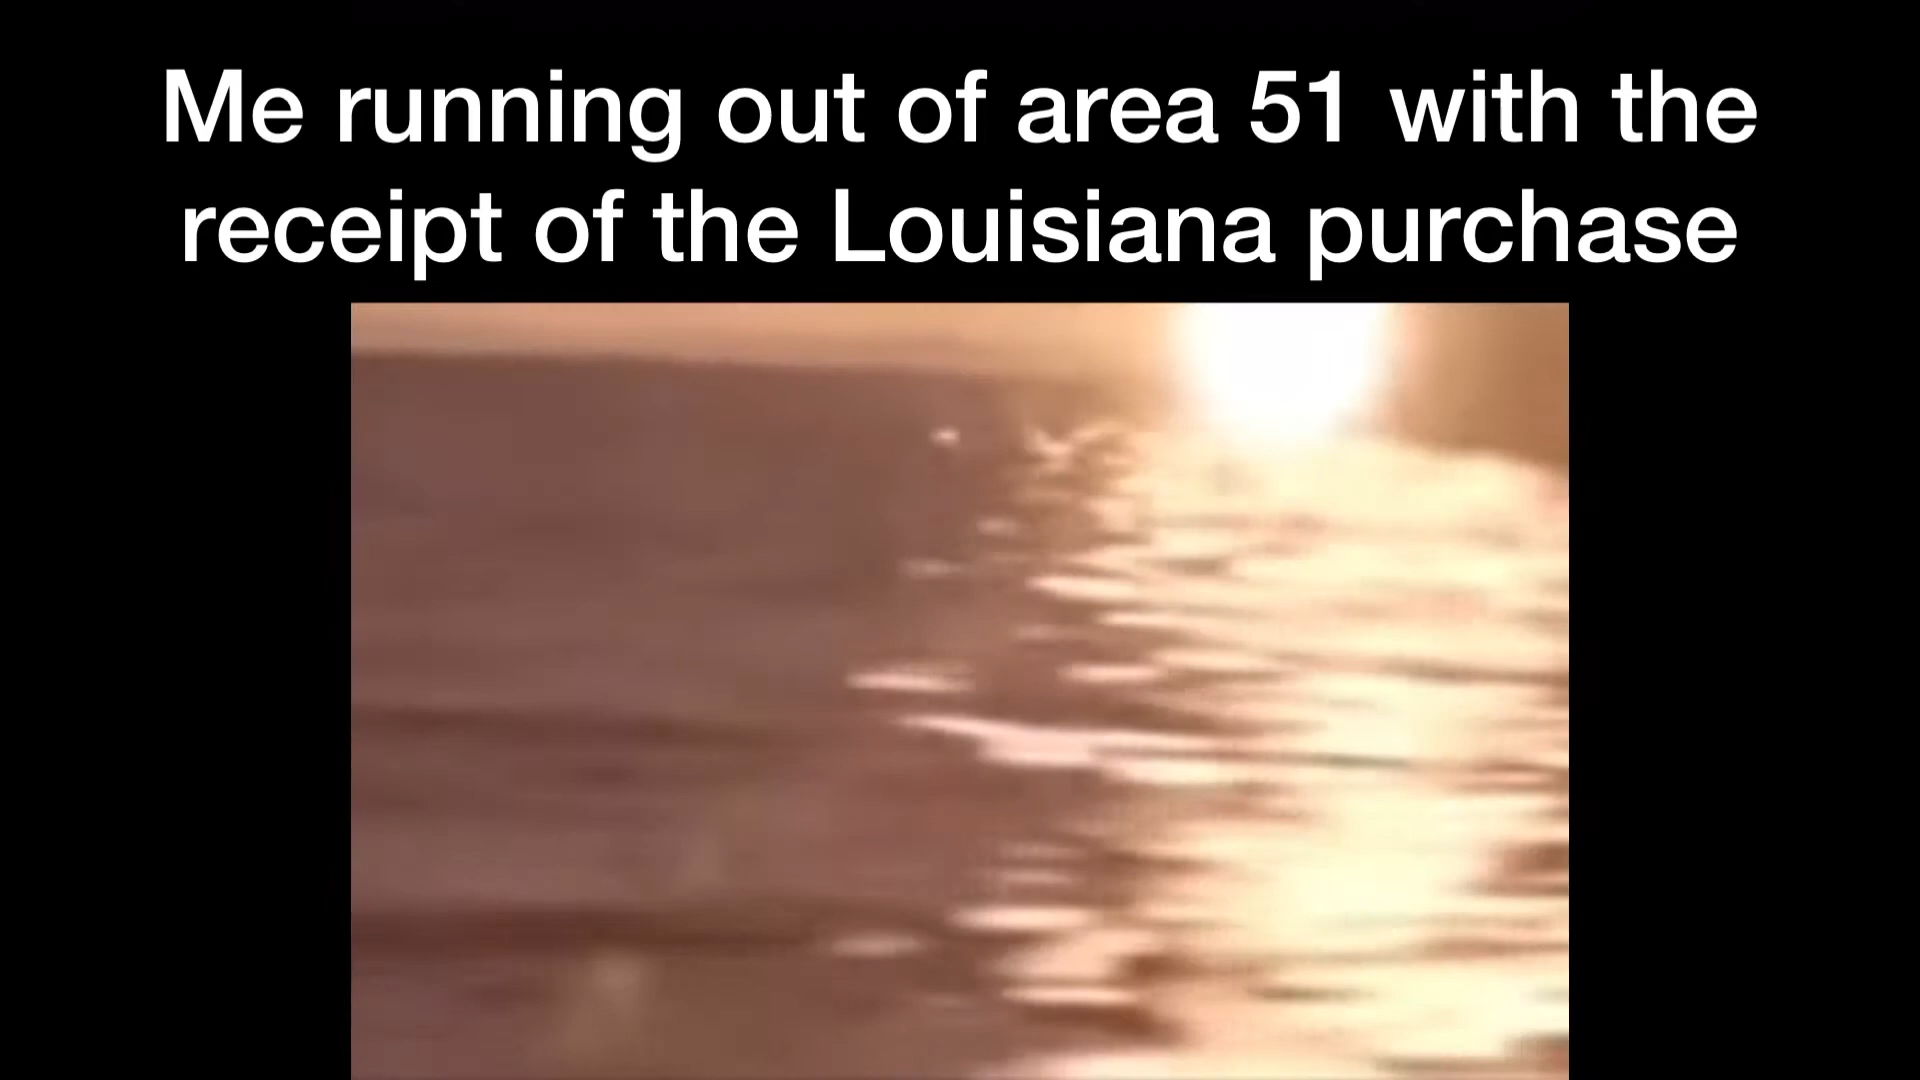 Me running out of area 51 with the
receipt of the Louisiana purchase